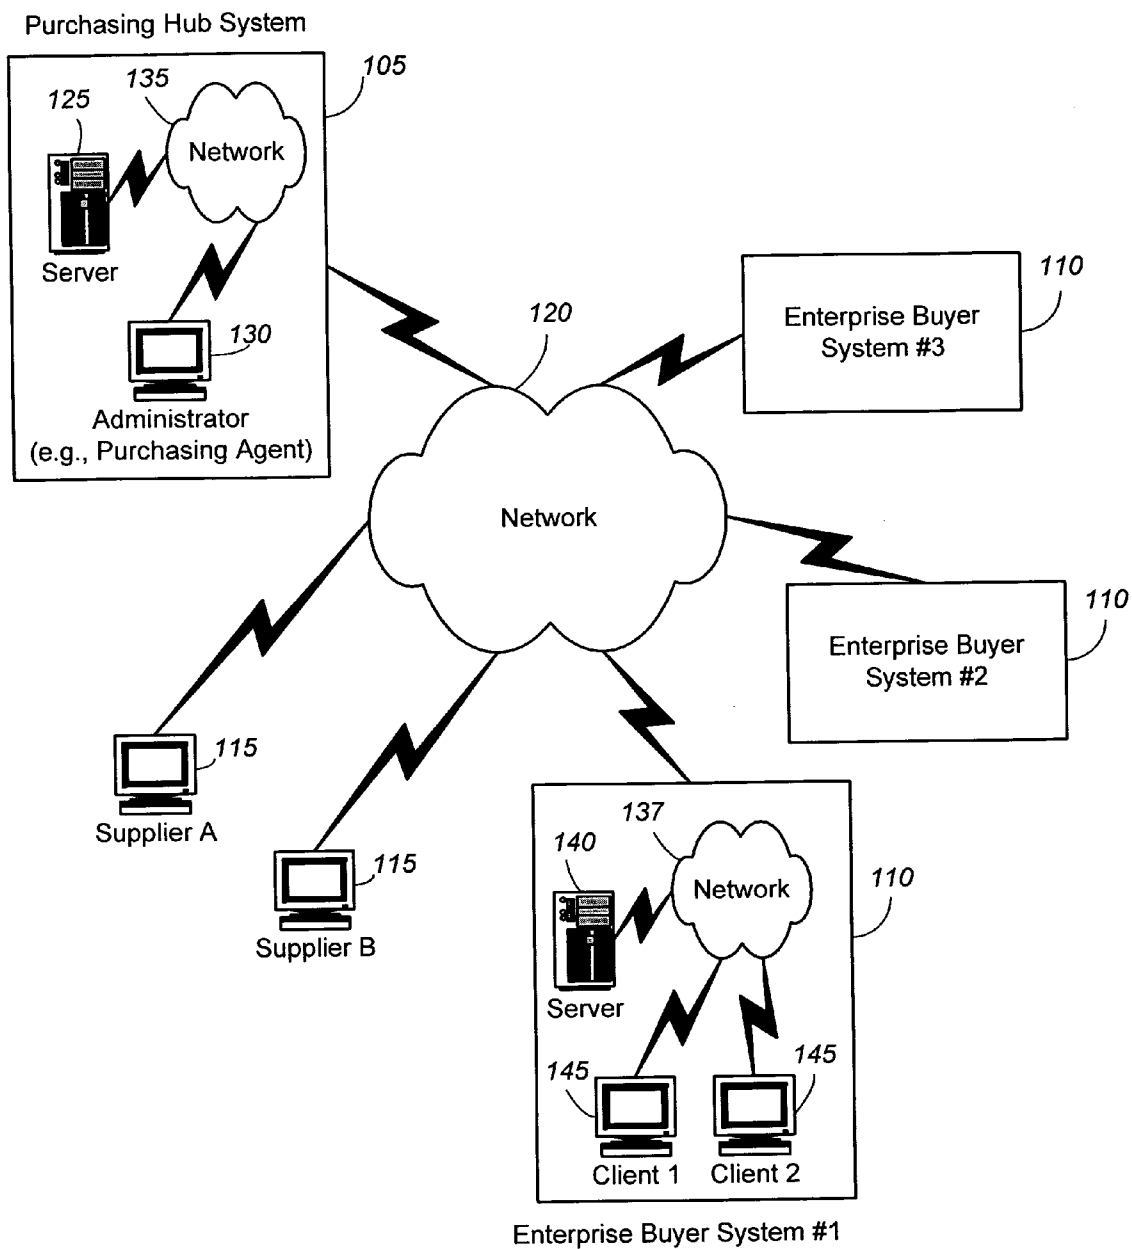 Purchasing Hub System
105
135
125
Network
Server
130
Administrator
(e.g., Purchasing Agent)
110
Enterprise Buyer
System #3
120
Network
110
Enterprise Buyer
System #2
115
Supplier A
115
Supplier B
137
140
110
Network
Server
145
145
Client 1
Client 2
Enterprise Buyer System #1